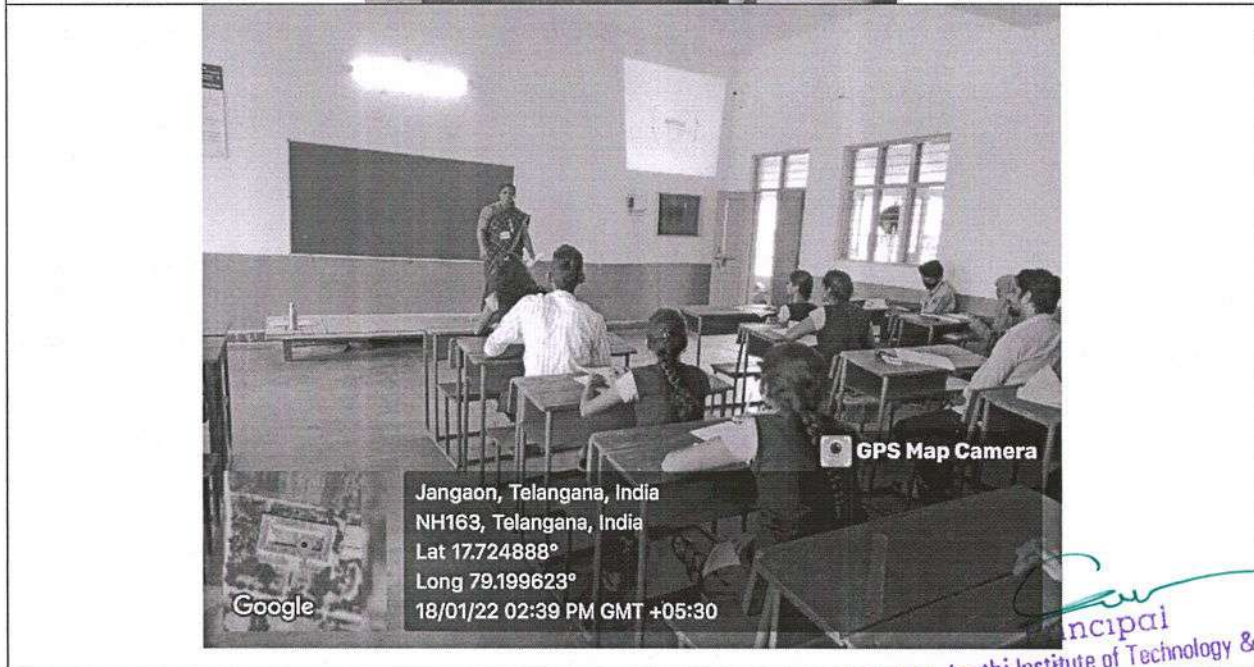 GPS Map Camera
Jangaon, Telangana, India
NH163, Telangana, India
Lat 17.724888°
Long 79.199623°
18/01/22 02:39 PM GMT +05:30
Google
Institute of Technology &